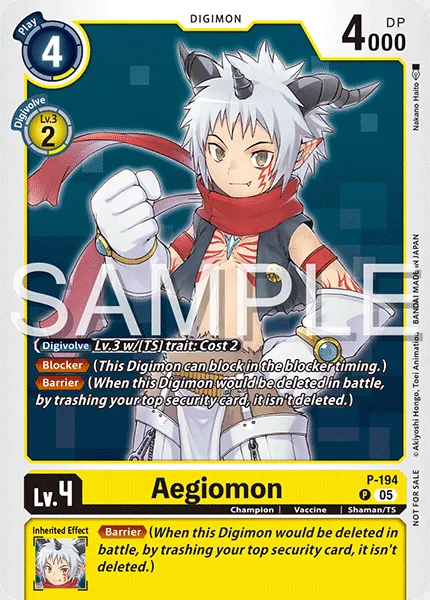 DIGIMON
Play
4
4000
DP
Digivolve
Lv.3
2
Nakano Haito
SAMPLE
Digivolve Lv.3 w/[TS] trait: Cost 2
Blocker (This Digimon can block in the blocker timing.)
Barrier (When this Digimon would be deleted in battle,
by trashing your top security card, it isn't deleted.)
©Akiyoshi Hongo, Toei Animation, BANDAI MADE IN JAPAN
NOT FOR SALE
Lv.4
Aegiomon
P-194
P 05
Champion | Vaccine | Shaman/TS
Inherited Effect
Barrier (When this Digimon would be deleted in
battle, by trashing your top security card, it isn't
deleted.)